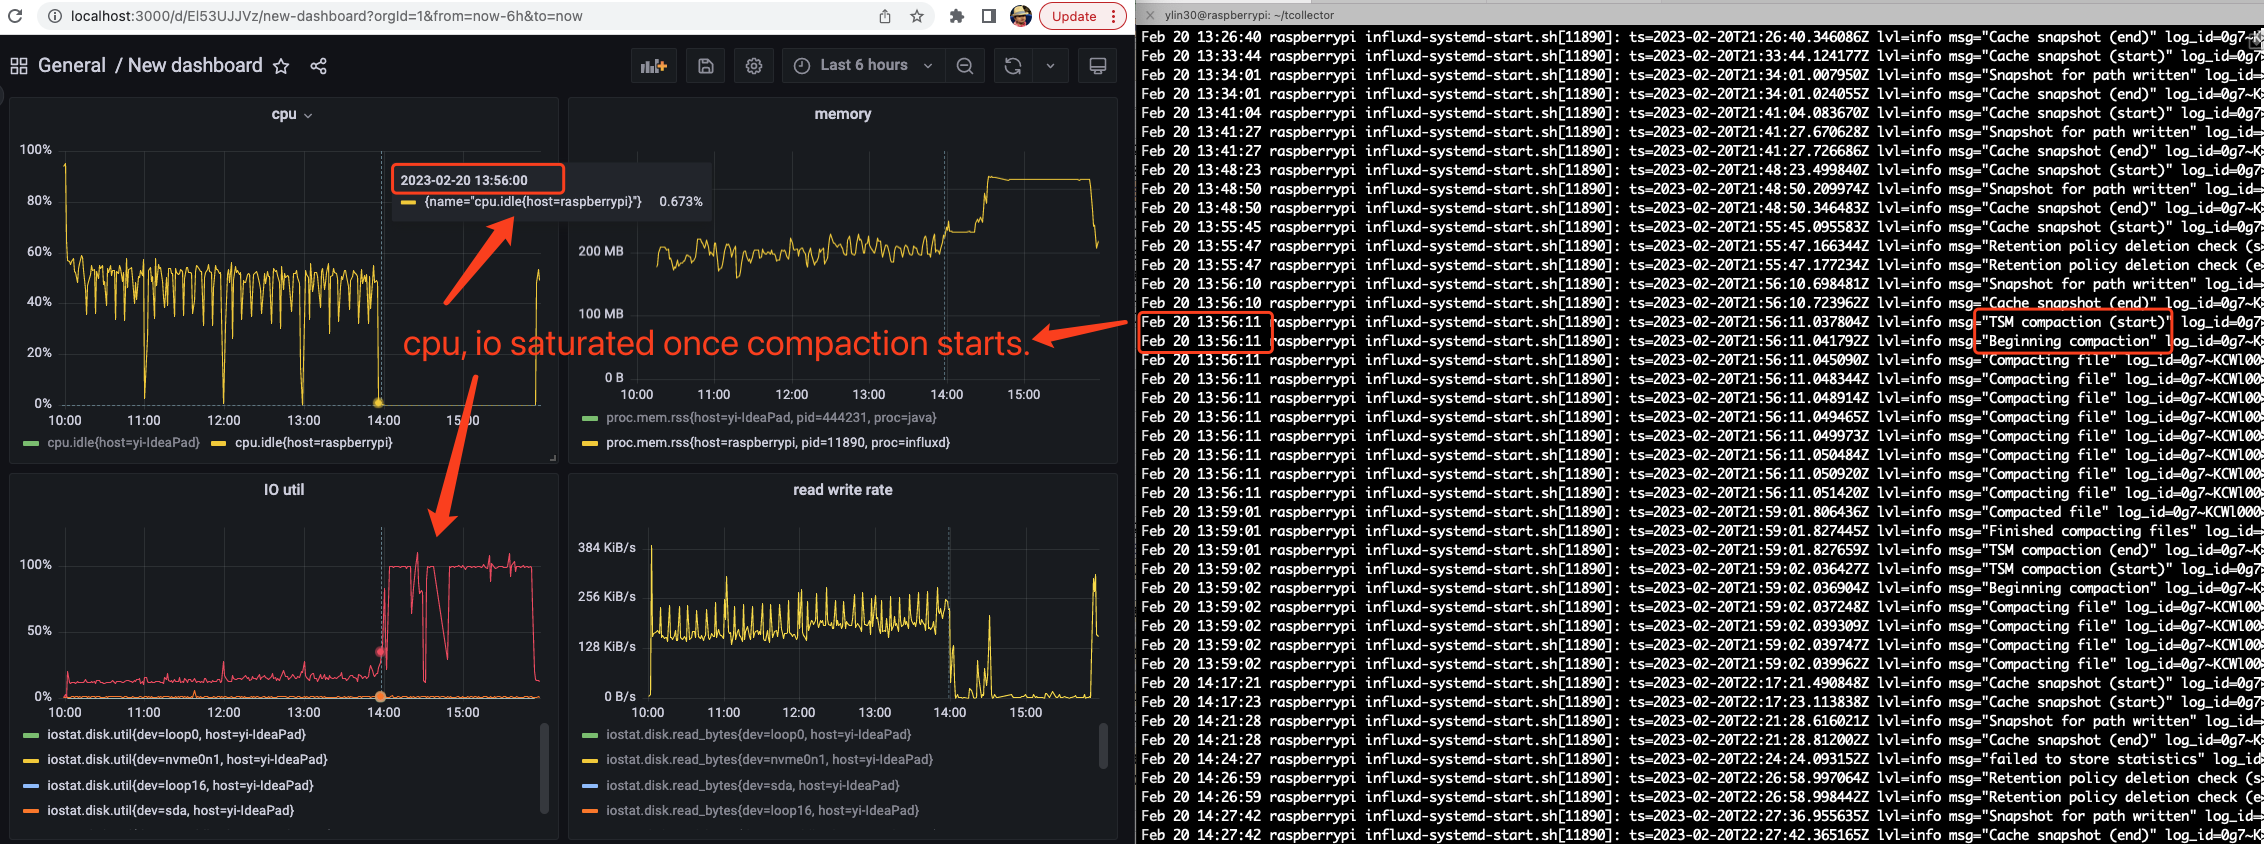 localhost:3000/d/El53UJJVz/new-dashboard?orgId=1&from=now-6h&to=now
Update
General / New dashboard
Last 6 hours
cpu
100%
80%
60%
40%
20%
0%
10:00 11:00 12:00 13:00 14:00 15:00
cpu.idle{host=yi-IdeaPad} cpu.idle{host=raspberrypi}
2023-02-20 13:56:00
{name="cpu.idle{host=raspberrypi}"} 0.673%
memory
200 MB
100 MB
0 B
10:00 11:00 12:00 13:00 14:00 15:00
proc.mem.rss{host=yi-IdeaPad, pid=444231, proc=java}
proc.mem.rss{host=raspberrypi, pid=11890, proc=influxd}
cpu, io saturated once compaction starts.
IO util
100%
50%
0%
10:00 11:00 12:00 13:00 14:00 15:00
iostat.disk.util{dev=loop0, host=yi-IdeaPad}
iostat.disk.util{dev=nvme0n1, host=yi-IdeaPad}
iostat.disk.util{dev=loop16, host=yi-IdeaPad}
iostat.disk.util{dev=sda, host=yi-IdeaPad}
read write rate
384 KiB/s
256 KiB/s
128 KiB/s
0 B/s
10:00 11:00 12:00 13:00 14:00 15:00
iostat.disk.read_bytes{dev=loop0, host=yi-IdeaPad}
iostat.disk.read_bytes{dev=nvme0n1, host=yi-IdeaPad}
iostat.disk.read_bytes{dev=sda, host=yi-IdeaPad}
iostat.disk.read_bytes{dev=loop16, host=yi-IdeaPad}
ylin30@raspberrypi: ~/tcollector
Feb 20 13:26:40 raspberrypi influxd-systemd-start.sh[11890]: ts=2023-02-20T21:26:40.346086Z lvl=info msg="Cache snapshot (end)" log_id=0g7~K
Feb 20 13:33:44 raspberrypi influxd-systemd-start.sh[11890]: ts=2023-02-20T21:33:44.124177Z lvl=info msg="Cache snapshot (start)" log_id=0g7
Feb 20 13:34:01 raspberrypi influxd-systemd-start.sh[11890]: ts=2023-02-20T21:34:01.007950Z lvl=info msg="Snapshot for path written" log_id=
Feb 20 13:34:01 raspberrypi influxd-systemd-start.sh[11890]: ts=2023-02-20T21:34:01.024055Z lvl=info msg="Cache snapshot (end)" log_id=0g7~K
Feb 20 13:41:04 raspberrypi influxd-systemd-start.sh[11890]: ts=2023-02-20T21:41:04.083670Z lvl=info msg="Cache snapshot (start)" log_id=0g7
Feb 20 13:41:27 raspberrypi influxd-systemd-start.sh[11890]: ts=2023-02-20T21:41:27.670628Z lvl=info msg="Snapshot for path written" log_id=
Feb 20 13:41:27 raspberrypi influxd-systemd-start.sh[11890]: ts=2023-02-20T21:41:27.726686Z lvl=info msg="Cache snapshot (end)" log_id=0g7~K
Feb 20 13:48:23 raspberrypi influxd-systemd-start.sh[11890]: ts=2023-02-20T21:48:23.499840Z lvl=info msg="Cache snapshot (start)" log_id=0g7
Feb 20 13:48:50 raspberrypi influxd-systemd-start.sh[11890]: ts=2023-02-20T21:48:50.209974Z lvl=info msg="Snapshot for path written" log_id=
Feb 20 13:48:50 raspberrypi influxd-systemd-start.sh[11890]: ts=2023-02-20T21:48:50.346483Z lvl=info msg="Cache snapshot (end)" log_id=0g7~K
Feb 20 13:55:45 raspberrypi influxd-systemd-start.sh[11890]: ts=2023-02-20T21:55:45.095583Z lvl=info msg="Cache snapshot (start)" log_id=0g7
Feb 20 13:55:47 raspberrypi influxd-systemd-start.sh[11890]: ts=2023-02-20T21:55:47.166344Z lvl=info msg="Retention policy deletion check (s
Feb 20 13:55:47 raspberrypi influxd-systemd-start.sh[11890]: ts=2023-02-20T21:55:47.177234Z lvl=info msg="Retention policy deletion check (e
Feb 20 13:56:10 raspberrypi influxd-systemd-start.sh[11890]: ts=2023-02-20T21:56:10.698481Z lvl=info msg="Snapshot for path written" log_id=
Feb 20 13:56:10 raspberrypi influxd-systemd-start.sh[11890]: ts=2023-02-20T21:56:10.723962Z lvl=info msg="Cache snapshot (end)" log_id=0g7~K
Feb 20 13:56:11 raspberrypi influxd-systemd-start.sh[11890]: ts=2023-02-20T21:56:11.037804Z lvl=info msg="TSM compaction (start)" log_id=0g7
Feb 20 13:56:11 raspberrypi influxd-systemd-start.sh[11890]: ts=2023-02-20T21:56:11.041792Z lvl=info msg="Beginning compaction" log_id=0g7~K
Feb 20 13:56:11 raspberrypi influxd-systemd-start.sh[11890]: ts=2023-02-20T21:56:11.045090Z lvl=info msg="Compacting file" log_id=0g7~KCWl00
Feb 20 13:56:11 raspberrypi influxd-systemd-start.sh[11890]: ts=2023-02-20T21:56:11.048344Z lvl=info msg="Compacting file" log_id=0g7~KCWl00
Feb 20 13:56:11 raspberrypi influxd-systemd-start.sh[11890]: ts=2023-02-20T21:56:11.048914Z lvl=info msg="Compacting file" log_id=0g7~KCWl00
Feb 20 13:56:11 raspberrypi influxd-systemd-start.sh[11890]: ts=2023-02-20T21:56:11.049465Z lvl=info msg="Compacting file" log_id=0g7~KCWl00
Feb 20 13:56:11 raspberrypi influxd-systemd-start.sh[11890]: ts=2023-02-20T21:56:11.049973Z lvl=info msg="Compacting file" log_id=0g7~KCWl00
Feb 20 13:56:11 raspberrypi influxd-systemd-start.sh[11890]: ts=2023-02-20T21:56:11.050484Z lvl=info msg="Compacting file" log_id=0g7~KCWl00
Feb 20 13:56:11 raspberrypi influxd-systemd-start.sh[11890]: ts=2023-02-20T21:56:11.050920Z lvl=info msg="Compacting file" log_id=0g7~KCWl00
Feb 20 13:56:11 raspberrypi influxd-systemd-start.sh[11890]: ts=2023-02-20T21:56:11.051420Z lvl=info msg="Compacting file" log_id=0g7~KCWl00
Feb 20 13:59:01 raspberrypi influxd-systemd-start.sh[11890]: ts=2023-02-20T21:59:01.806436Z lvl=info msg="Compacted file" log_id=0g7~KCWl000
Feb 20 13:59:01 raspberrypi influxd-systemd-start.sh[11890]: ts=2023-02-20T21:59:01.827445Z lvl=info msg="Finished compacting files" log_id=
Feb 20 13:59:01 raspberrypi influxd-systemd-start.sh[11890]: ts=2023-02-20T21:59:01.827659Z lvl=info msg="TSM compaction (end)" log_id=0g7~K
Feb 20 13:59:02 raspberrypi influxd-systemd-start.sh[11890]: ts=2023-02-20T21:59:02.036427Z lvl=info msg="TSM compaction (start)" log_id=0g7
Feb 20 13:59:02 raspberrypi influxd-systemd-start.sh[11890]: ts=2023-02-20T21:59:02.036904Z lvl=info msg="Beginning compaction" log_id=0g7~K
Feb 20 13:59:02 raspberrypi influxd-systemd-start.sh[11890]: ts=2023-02-20T21:59:02.037248Z lvl=info msg="Compacting file" log_id=0g7~KCWl00
Feb 20 13:59:02 raspberrypi influxd-systemd-start.sh[11890]: ts=2023-02-20T21:59:02.039309Z lvl=info msg="Compacting file" log_id=0g7~KCWl00
Feb 20 13:59:02 raspberrypi influxd-systemd-start.sh[11890]: ts=2023-02-20T21:59:02.039747Z lvl=info msg="Compacting file" log_id=0g7~KCWl00
Feb 20 13:59:02 raspberrypi influxd-systemd-start.sh[11890]: ts=2023-02-20T21:59:02.039962Z lvl=info msg="Compacting file" log_id=0g7~KCWl00
Feb 20 14:17:21 raspberrypi influxd-systemd-start.sh[11890]: ts=2023-02-20T22:17:21.490848Z lvl=info msg="Cache snapshot (start)" log_id=0g7
Feb 20 14:17:23 raspberrypi influxd-systemd-start.sh[11890]: ts=2023-02-20T22:17:23.113838Z lvl=info msg="Cache snapshot (start)" log_id=0g7
Feb 20 14:21:28 raspberrypi influxd-systemd-start.sh[11890]: ts=2023-02-20T22:21:28.616021Z lvl=info msg="Snapshot for path written" log_id=
Feb 20 14:21:28 raspberrypi influxd-systemd-start.sh[11890]: ts=2023-02-20T22:21:28.812002Z lvl=info msg="Cache snapshot (end)" log_id=0g7~K
Feb 20 14:24:27 raspberrypi influxd-systemd-start.sh[11890]: ts=2023-02-20T22:24:24.093152Z lvl=info msg="failed to store statistics" log_id
Feb 20 14:26:59 raspberrypi influxd-systemd-start.sh[11890]: ts=2023-02-20T22:26:58.997064Z lvl=info msg="Retention policy deletion check (s
Feb 20 14:26:59 raspberrypi influxd-systemd-start.sh[11890]: ts=2023-02-20T22:26:58.998442Z lvl=info msg="Retention policy deletion check (e
Feb 20 14:27:42 raspberrypi influxd-systemd-start.sh[11890]: ts=2023-02-20T22:27:36.955635Z lvl=info msg="Snapshot for path written" log_id=
Feb 20 14:27:42 raspberrypi influxd-systemd-start.sh[11890]: ts=2023-02-20T22:27:42.365165Z lvl=info msg="Cache snapshot (end)" log_id=0g7~K